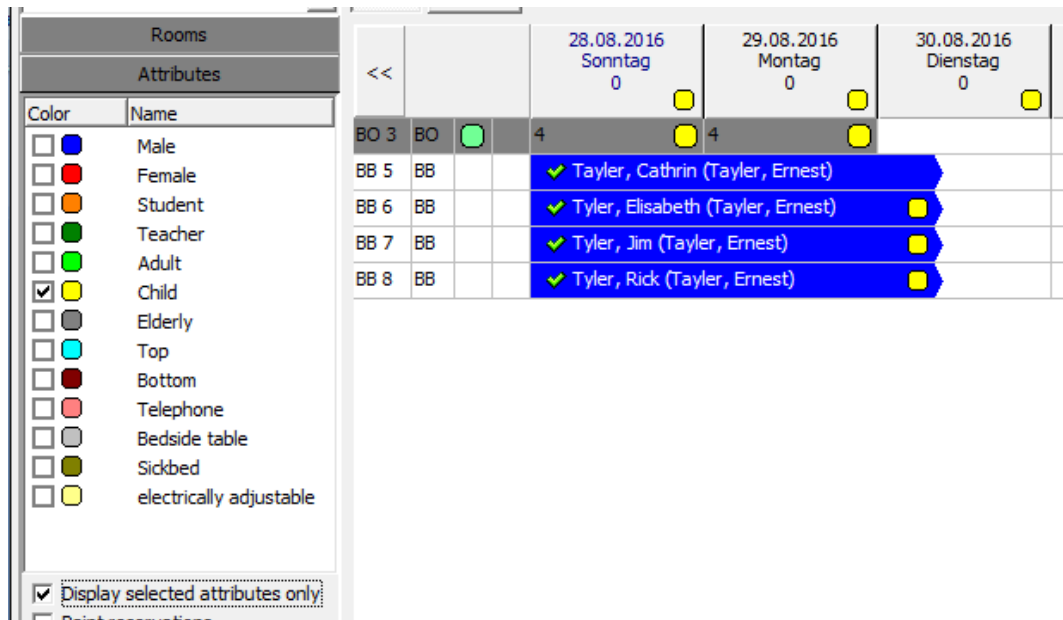 Rooms
Attributes
Color Name
Male
Female
Student
Teacher
Adult
Child
Elderly
Top
Bottom
Telephone
Bedside table
Sickbed
electrically adjustable
Display selected attributes only
Paint reservations
<< 28.08.2016 29.08.2016 30.08.2016
Sonntag Montag Dienstag
0 0 0
BO 3 BO 4 4
BB 5 BB Tayler, Cathrin (Tayler, Ernest)
BB 6 BB Tyler, Elisabeth (Tayler, Ernest)
BB 7 BB Tyler, Jim (Tayler, Ernest)
BB 8 BB Tyler, Rick (Tayler, Ernest)